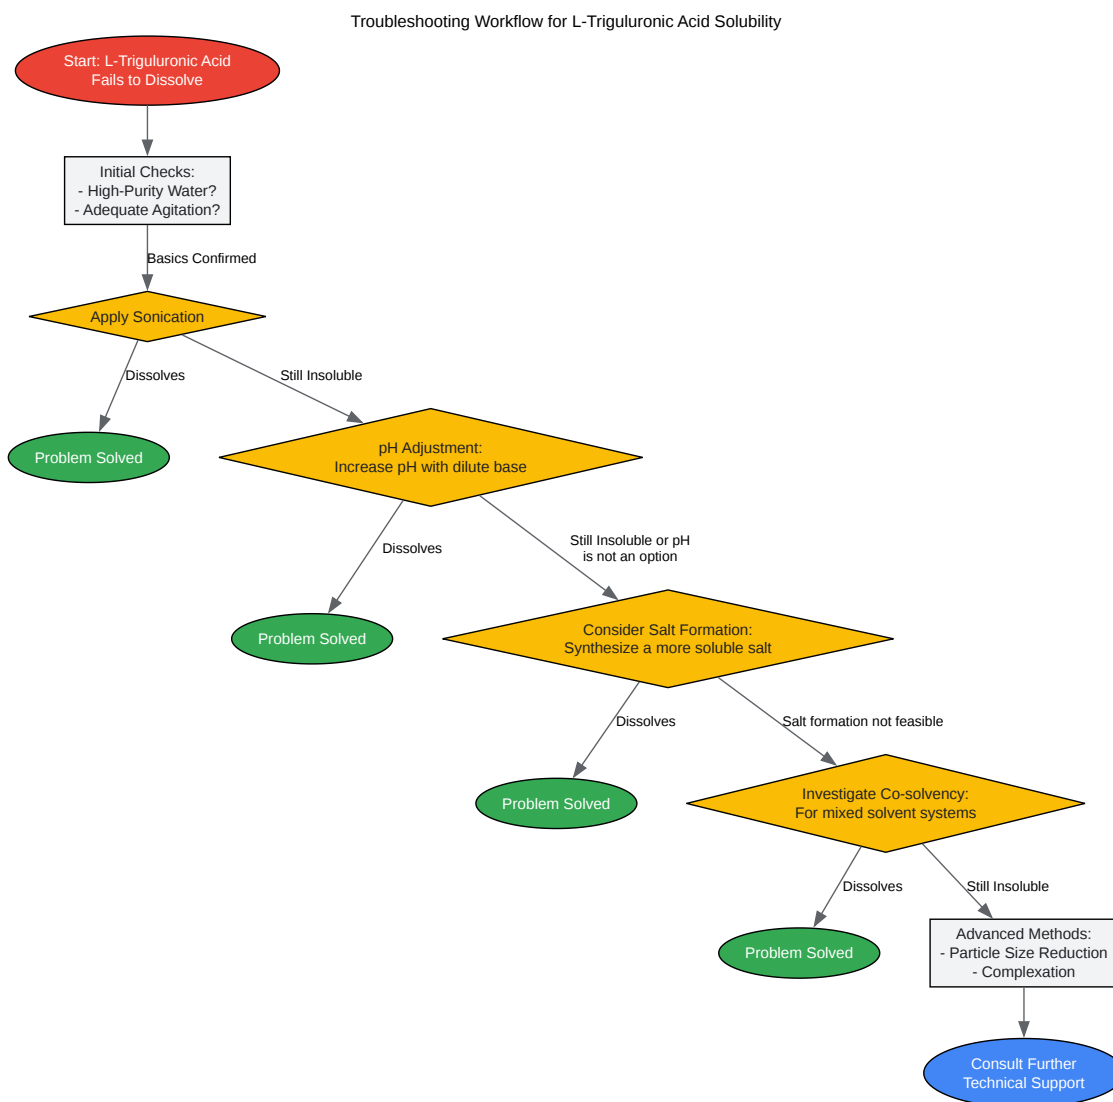 Troubleshooting Workflow for L-Triguluronic Acid Solubility
Start: L-Triguluronic Acid
Fails to Dissolve
Initial Checks:
- High-Purity Water?
- Adequate Agitation?
Basics Confirmed
Apply Sonication
Dissolves
Still Insoluble
Problem Solved
pH Adjustment:
Increase pH with dilute base
Dissolves
Still Insoluble or pH
is not an option
Problem Solved
Consider Salt Formation:
Synthesize a more soluble salt
Dissolves
Salt formation not feasible
Problem Solved
Investigate Co-solvency:
For mixed solvent systems
Dissolves
Still Insoluble
Problem Solved
Advanced Methods:
- Particle Size Reduction
- Complexation
Consult Further
Technical Support